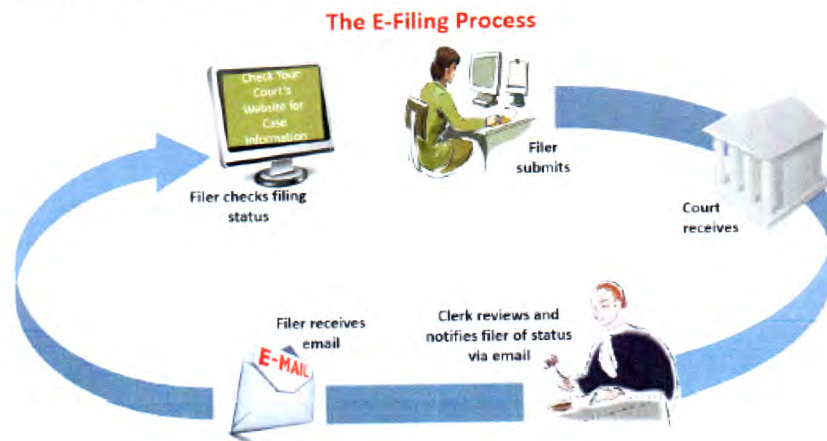 The E-Filing Process
Check Your
Court's
Website for
Case
Information
Filer checks filing
status
Filer
submits
Court
receives
Clerk reviews and
notifies filer of status
via email
Filer receives
email
E-MAIL